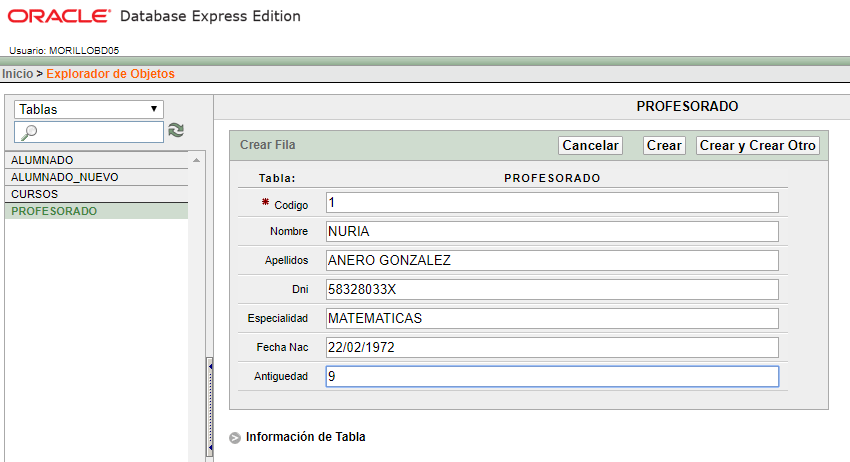 ORACLE® Database Express Edition
Usuario: MORILLOBD05
Inicio > Explorador de Objetos
Tablas
PROFESORADO
Crear Fila
Cancelar
Crear
Crear y Crear Otro
ALUMNADO
ALUMNADO_NUEVO
CURSOS
PROFESORADO
Tabla: PROFESORADO
* Codigo 1
Nombre NURIA
Apellidos ANERO GONZALEZ
Dni 58328033X
Especialidad MATEMATICAS
Fecha Nac 22/02/1972
Antiguedad 9
Información de Tabla